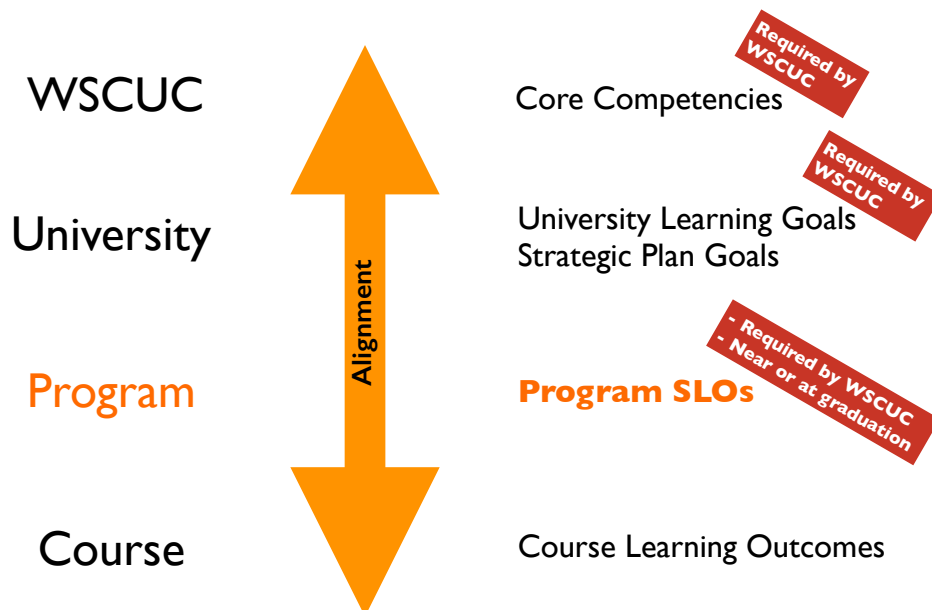 WSCUC
Core Competencies
Required by
WSCUC
University
University Learning Goals
Strategic Plan Goals
Required by
WSCUC
Alignment
Program
Program SLOs
- Required by WSCUC
- Near or at graduation
Course
Course Learning Outcomes